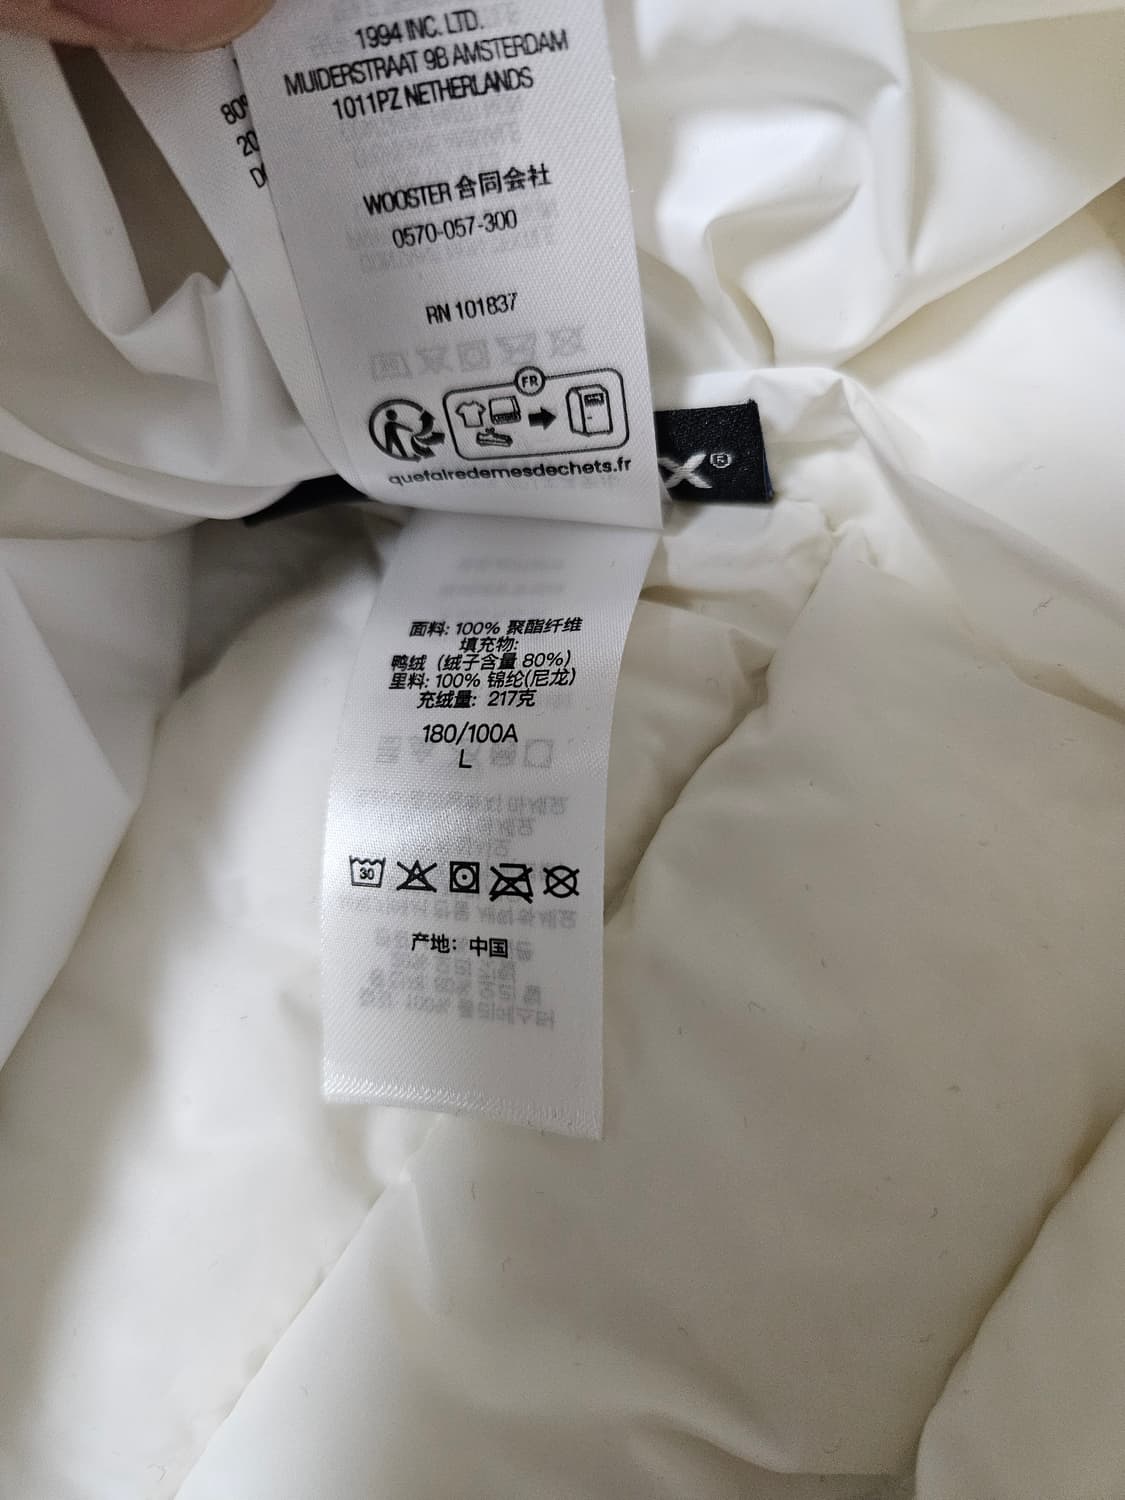 1994 INC. LTD.
MUIDERSTRAAT 9B AMSTERDAM
1011PZ NETHERLANDS
80%
20
WOOSTER 合同会社
0570-057-300
RN 101837
FR
quefairedemesdechets.fr
X®
面料: 100% 聚酯纤维
填充物:
鸭绒（绒子含量 80%）
里料: 100% 锦纶(尼龙)
充绒量: 217克
180/100A
L
30
产地: 中国